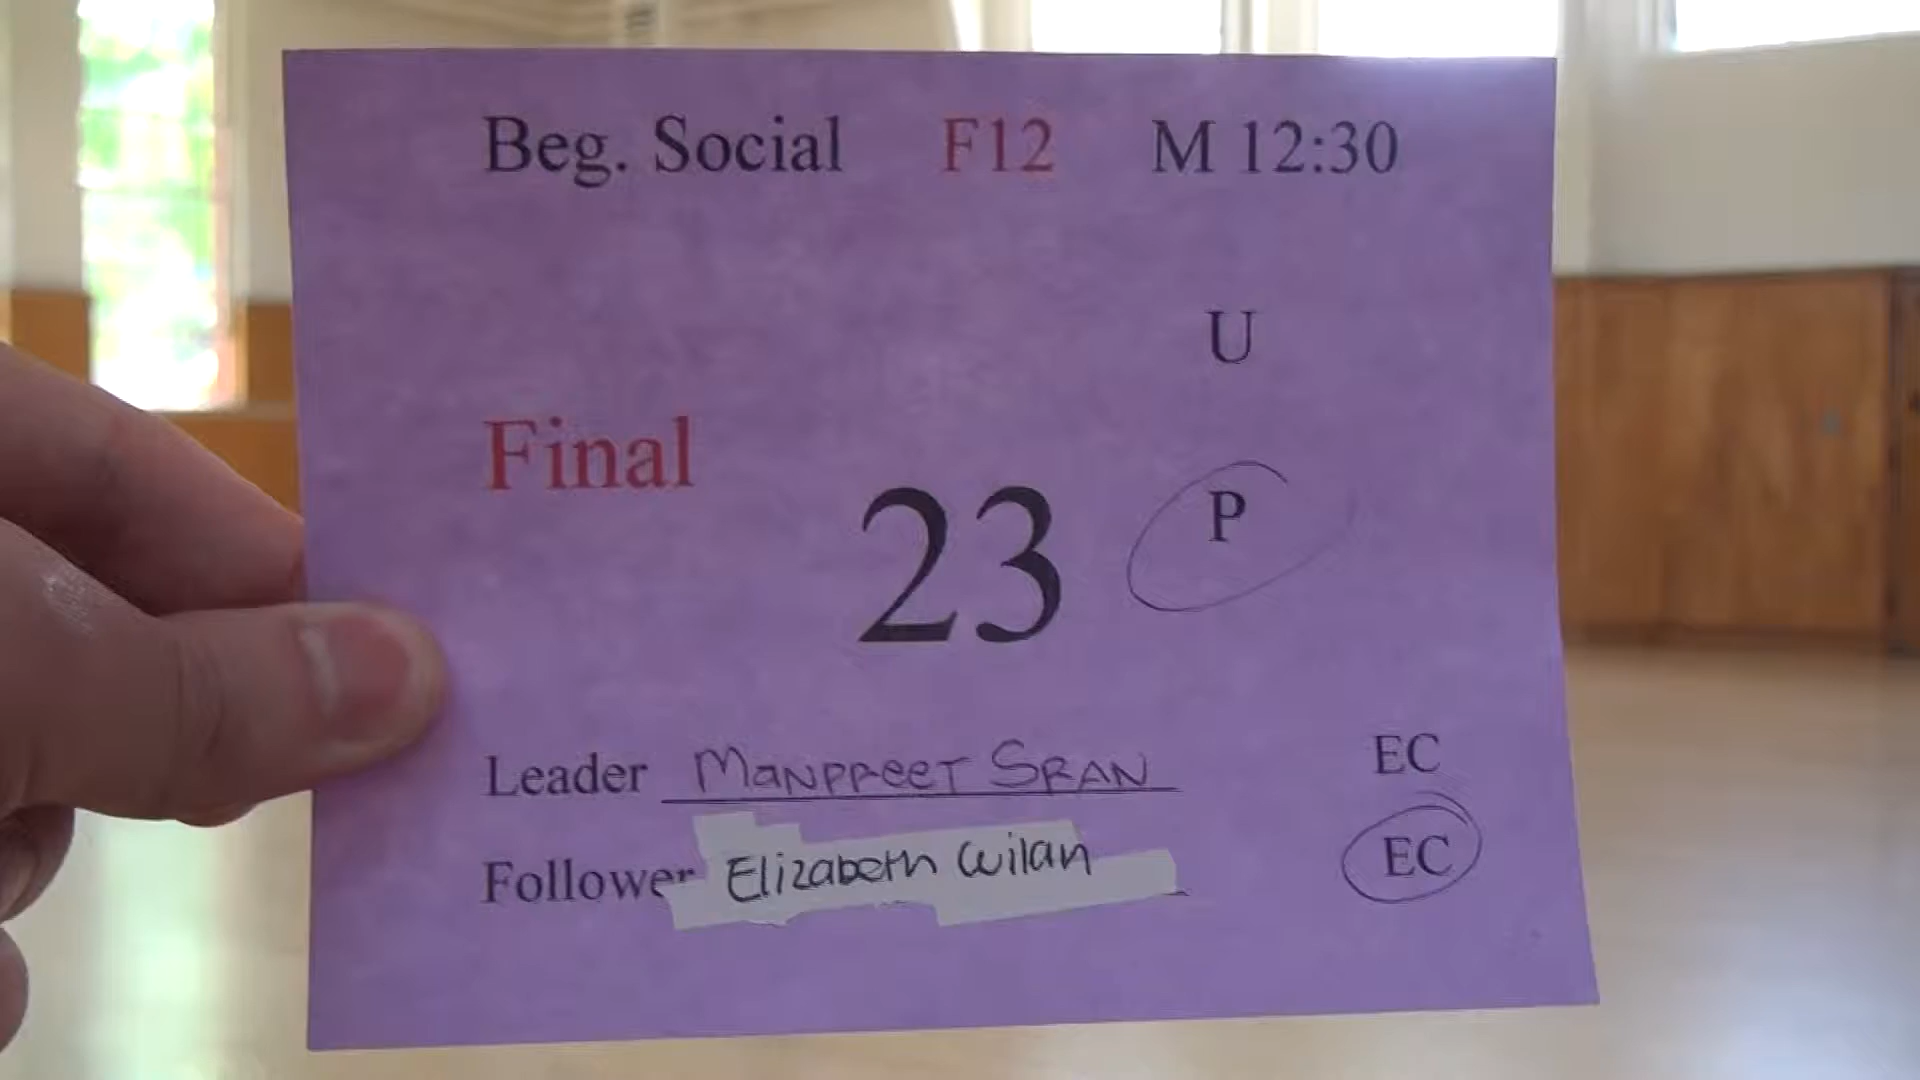 Beg. Social F12 M 12:30
U
Final
23 P
Leader Manpreet Sran EC
Follower Elizabeth Wilan EC